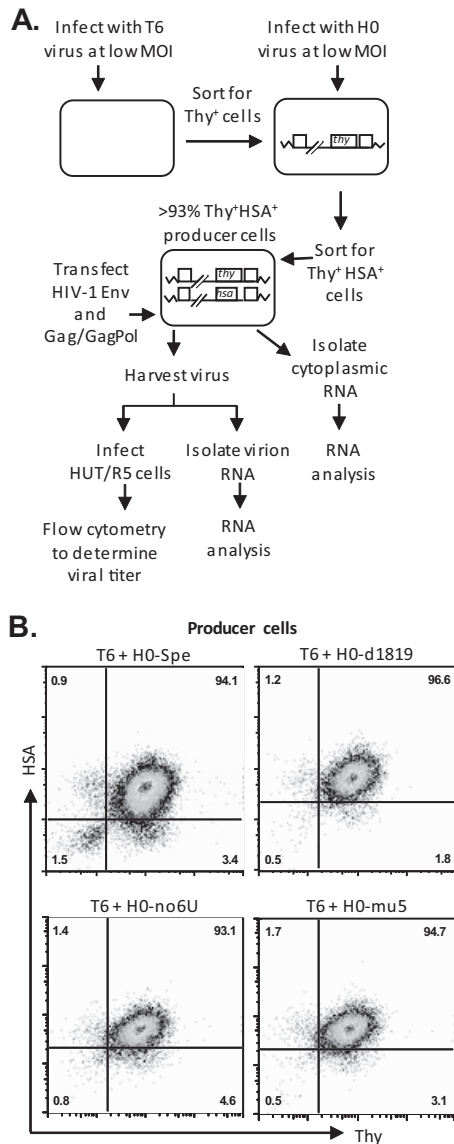 A.
Infect with T6
virus at low MOI
Infect with H0
virus at low MOI
Sort for
Thy+ cells
thy
>93% Thy+HSA+
producer cells
Sort for
Thy+ HSA+
cells
Transfect
HIV-1 Env
and
Gag/GagPol
thy
hsa
Isolate
cytoplasmic
RNA
Harvest virus
Infect
HUT/R5 cells
Isolate virion
RNA
RNA
analysis
Flow cytometry
to determine
viral titer
RNA
analysis
B.
Producer cells
T6 + H0-Spe
T6 + H0-d1819
0.9
94.1
1.2
96.6
HSA
1.5
3.4
0.5
1.8
T6 + H0-no6U
T6 + H0-mu5
1.4
93.1
1.7
94.7
0.8
4.6
0.5
3.1
Thy